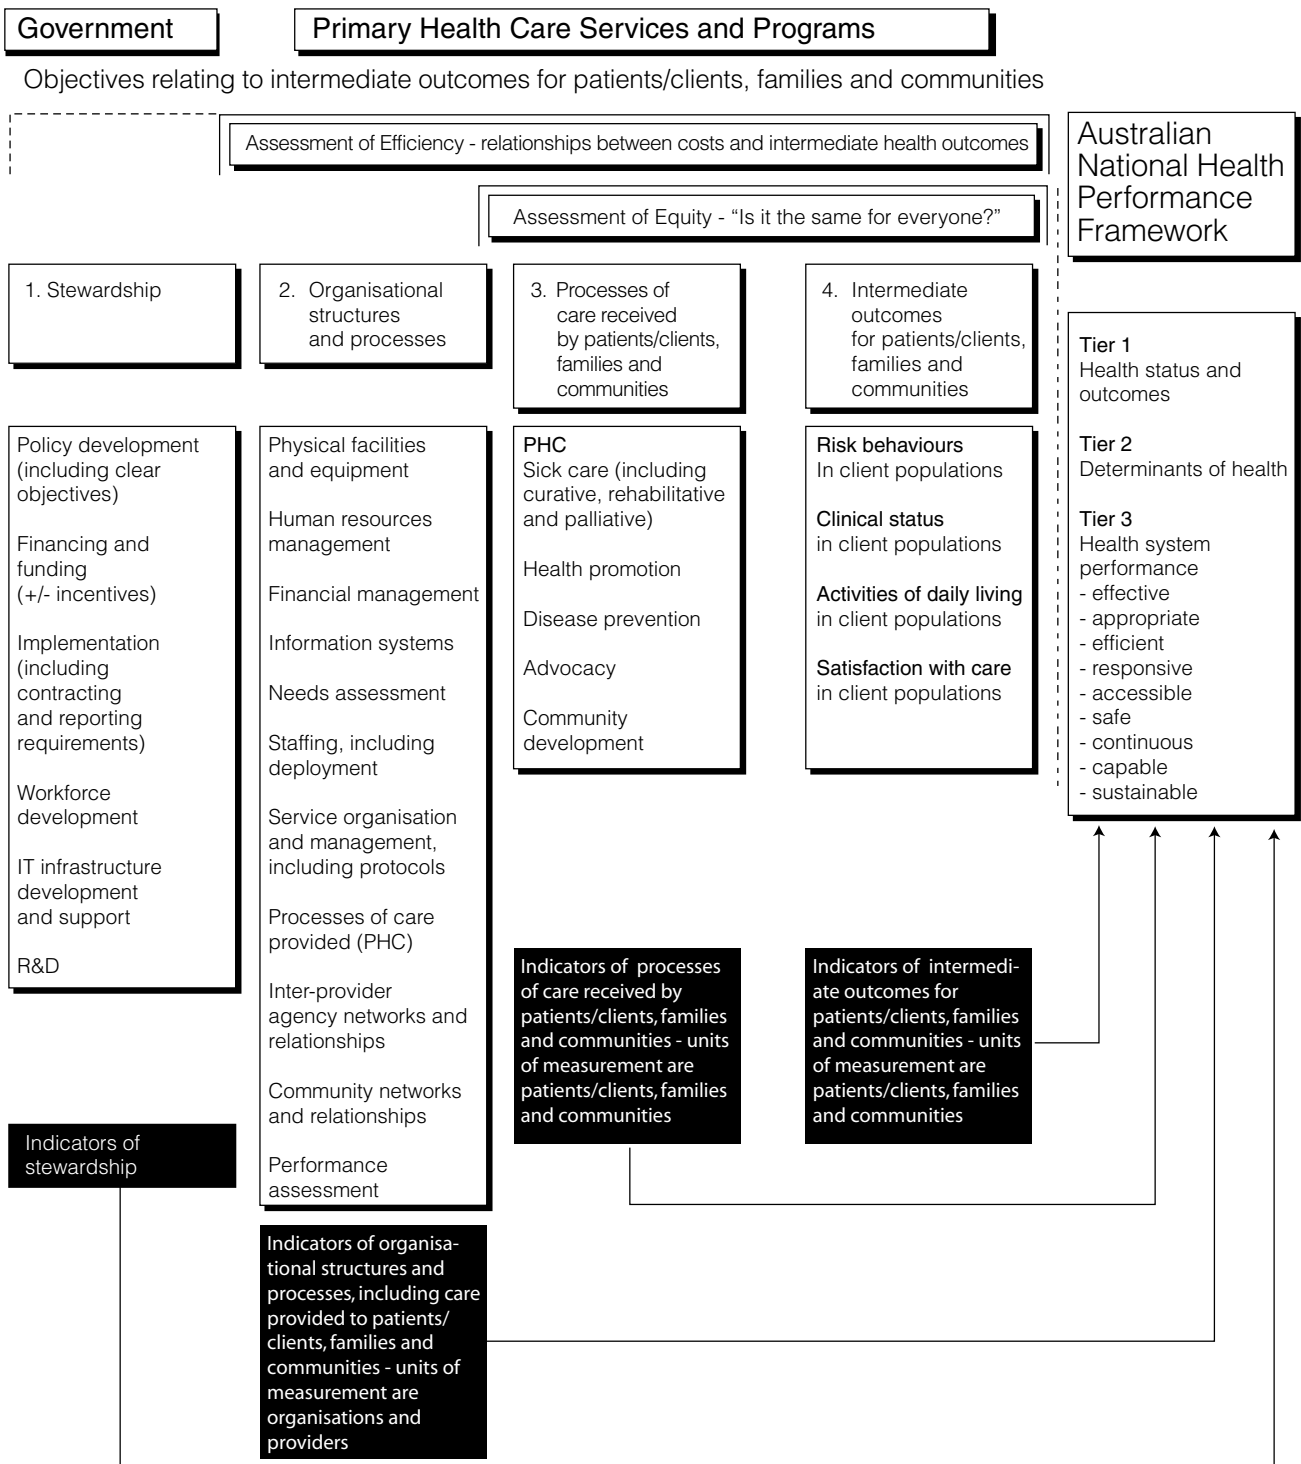 Government
Primary Health Care Services and Programs
Objectives relating to intermediate outcomes for patients/clients, families and communities
Assessment of Efficiency - relationships between costs and intermediate health outcomes
Assessment of Equity - “Is it the same for everyone?”
Australian
National Health
Performance
Framework
1. Stewardship
2. Organisational
structures
and processes
3. Processes of
care received
by patients/clients,
families and
communities
4. Intermediate
outcomes
for patients/clients,
families and
communities
Policy development
(including clear
objectives)
Financing and
funding
(+/- incentives)
Implementation
(including
contracting
and reporting
requirements)
Workforce
development
IT infrastructure
development
and support
R&D
Physical facilities
and equipment
Human resources
management
Financial management
Information systems
Needs assessment
Staffing, including
deployment
Service organisation
and management,
including protocols
Processes of care
provided (PHC)
Inter-provider
agency networks and
relationships
Community networks
and relationships
Performance
assessment
PHC
Sick care (including
curative, rehabilitative
and palliative)
Health promotion
Disease prevention
Advocacy
Community
development
Risk behaviours
In client populations
Clinical status
in client populations
Activities of daily living
in client populations
Satisfaction with care
in client populations
Tier 1
Health status and
outcomes
Tier 2
Determinants of health
Tier 3
Health system
performance
- effective
- appropriate
- efficient
- responsive
- accessible
- safe
- continuous
- capable
- sustainable
Indicators of
stewardship
Indicators of organisa-
tional structures and
processes, including care
provided to patients/
clients, families and
communities - units of
measurement are
organisations and
providers
Indicators of processes
of care received by
patients/clients, families
and communities - units
of measurement are
patients/clients, families
and communities
Indicators of intermedi-
ate outcomes for
patients/clients, families
and communities - units
of measurement are
patients/clients, families
and communities